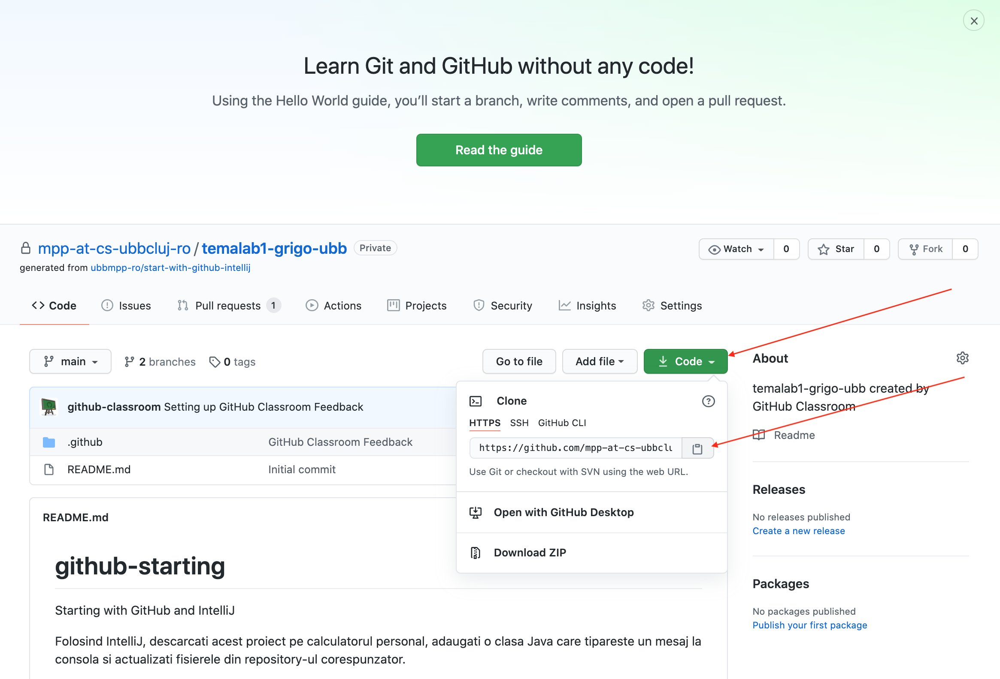 Learn Git and GitHub without any code!
Using the Hello World guide, you’ll start a branch, write comments, and open a pull request.
Read the guide
mpp-at-cs-ubbcluj-ro / temalab1-grigo-ubb Private
Watch 0 Star 0 Fork 0
generated from ubbmpp-ro/start-with-github-intellij
Code Issues Pull requests 1 Actions Projects Security Insights Settings
main 2 branches 0 tags Go to file Add file Code
github-classroom Setting up GitHub Classroom Feedback
.github GitHub Classroom Feedback
README.md Initial commit
Clone
HTTPS SSH GitHub CLI
https://github.com/mpp-at-cs-ubbclu
Use Git or checkout with SVN using the web URL.
Open with GitHub Desktop
Download ZIP
README.md
github-starting
Starting with GitHub and IntelliJ
Folosind IntelliJ, descarcati acest proiect pe calculatorul personal, adaugati o clasa Java care tipareste un mesaj la
consola si actualizati fisierele din repository-ul corespunzator.
About
temalab1-grigo-ubb created by
GitHub Classroom
Readme
Releases
No releases published
Create a new release
Packages
No packages published
Publish your first package